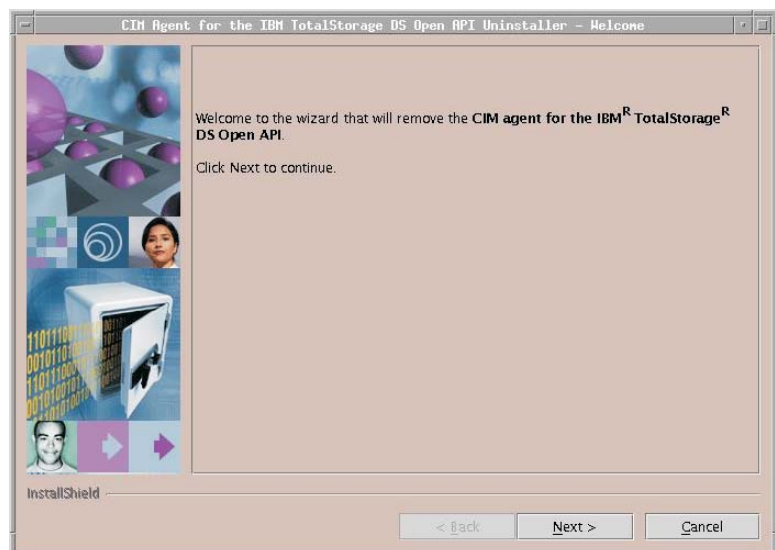 CIM Agent for the IBM TotalStorage DS Open API Uninstaller - Welcome
Welcome to the wizard that will remove the CIM agent for the IBMR TotalStorageR
DS Open API.
Click Next to continue.
InstallShield
< Back
Next >
Cancel